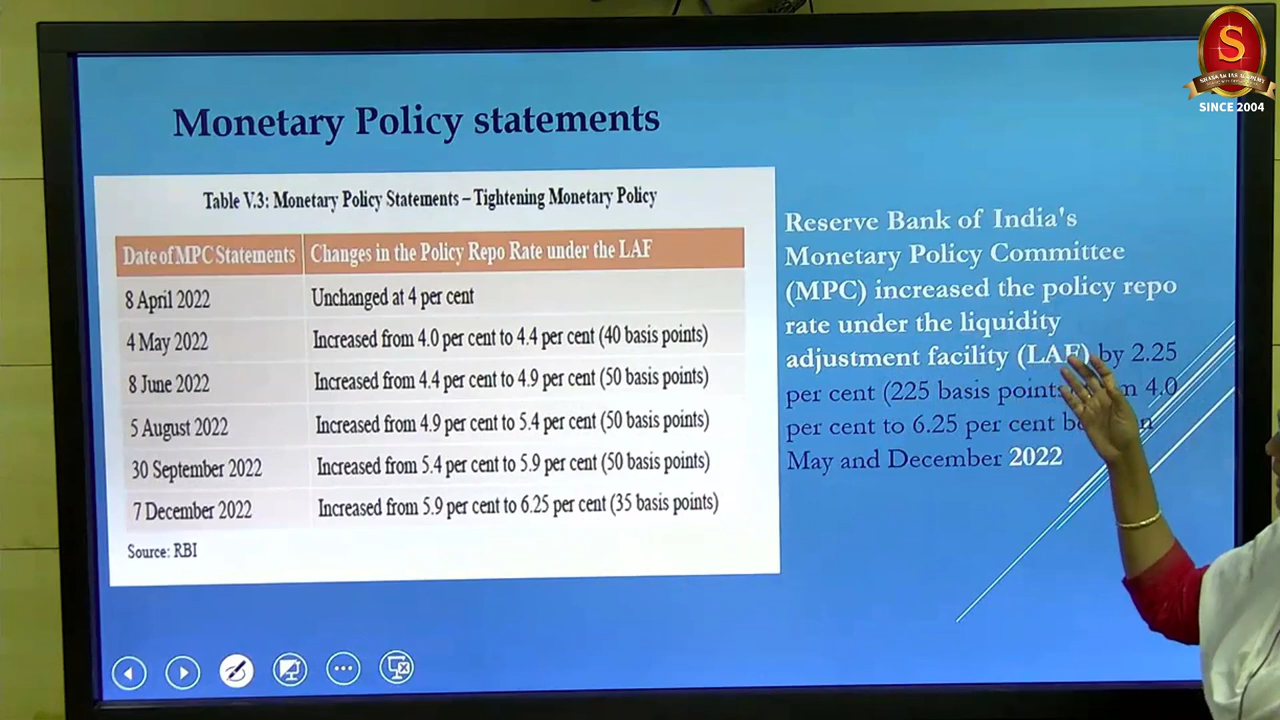 S
SHANKAR IAS ACADEMY
SINCE 2004
Monetary Policy statements
Table V.3: Monetary Policy Statements – Tightening Monetary Policy
Date of MPC Statements Changes in the Policy Repo Rate under the LAF
8 April 2022 Unchanged at 4 per cent
4 May 2022 Increased from 4.0 per cent to 4.4 per cent (40 basis points)
8 June 2022 Increased from 4.4 per cent to 4.9 per cent (50 basis points)
5 August 2022 Increased from 4.9 per cent to 5.4 per cent (50 basis points)
30 September 2022 Increased from 5.4 per cent to 5.9 per cent (50 basis points)
7 December 2022 Increased from 5.9 per cent to 6.25 per cent (35 basis points)
Source: RBI
Reserve Bank of India's
Monetary Policy Committee
(MPC) increased the policy repo
rate under the liquidity
adjustment facility (LAF) by 2.25
per cent (225 basis points 4.0
per cent to 6.25 per cent
May and December 2022